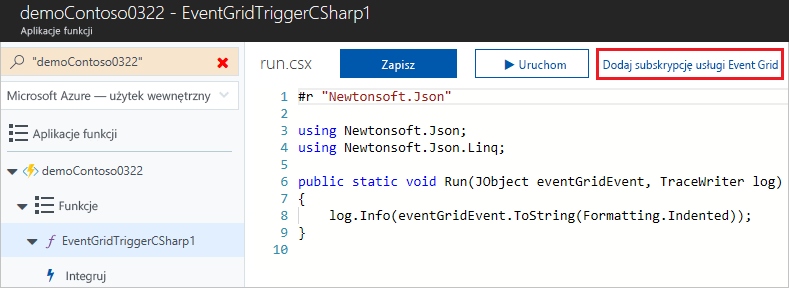 demoContoso0322 - EventGridTriggerCSharp1
Aplikacje funkcji
"demoContoso0322"
Microsoft Azure — użytek wewnętrzny
Aplikacje funkcji
demoContoso0322
Funkcje
f EventGridTriggerCSharp1
Integruj
run.csx Zapisz Uruchom Dodaj subskrypcję usługi Event Grid
1 #r "Newtonsoft.Json"
2
3 using Newtonsoft.Json;
4 using Newtonsoft.Json.Linq;
5
6 public static void Run(JObject eventGridEvent, TraceWriter log)
7 {
8     log.Info(eventGridEvent.ToString(Formatting.Indented));
9 }
10